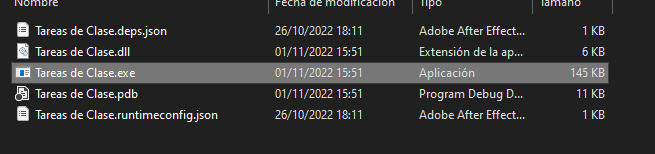 Nombre Fecha de modificación Tipo Tamaño
Tareas de Clase.deps.json 26/10/2022 18:11 Adobe After Effect... 1 KB
Tareas de Clase.dll 01/11/2022 15:51 Extensión de la ap... 6 KB
Tareas de Clase.exe 01/11/2022 15:51 Aplicación 145 KB
Tareas de Clase.pdb 01/11/2022 15:51 Program Debug D... 11 KB
Tareas de Clase.runtimeconfig.json 26/10/2022 18:11 Adobe After Effect... 1 KB